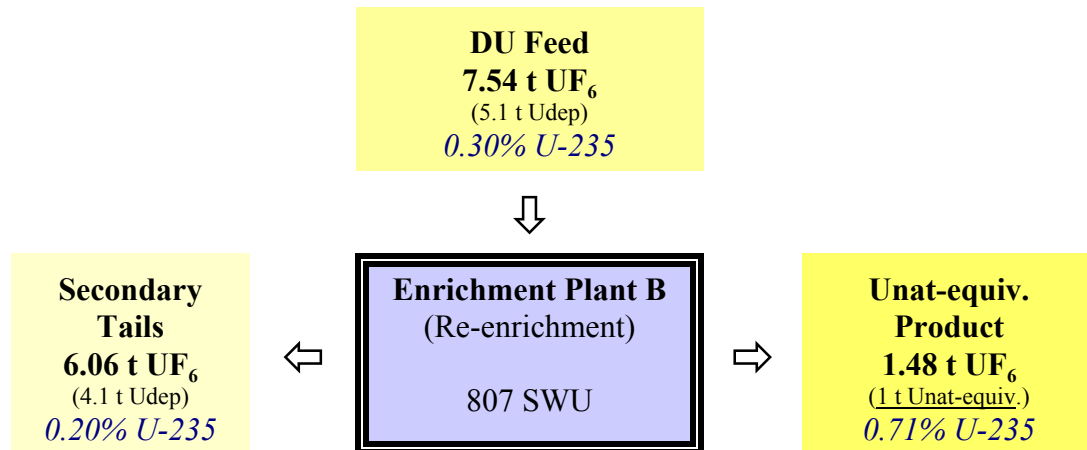 DU Feed
7.54 t UF₆
(5.1 t Udep)
0.30% U-235
Secondary
Tails
6.06 t UF₆
(4.1 t Udep)
0.20% U-235
Enrichment Plant B
(Re-enrichment)
807 SWU
Unat-equiv.
Product
1.48 t UF₆
(1 t Unat-equiv.)
0.71% U-235